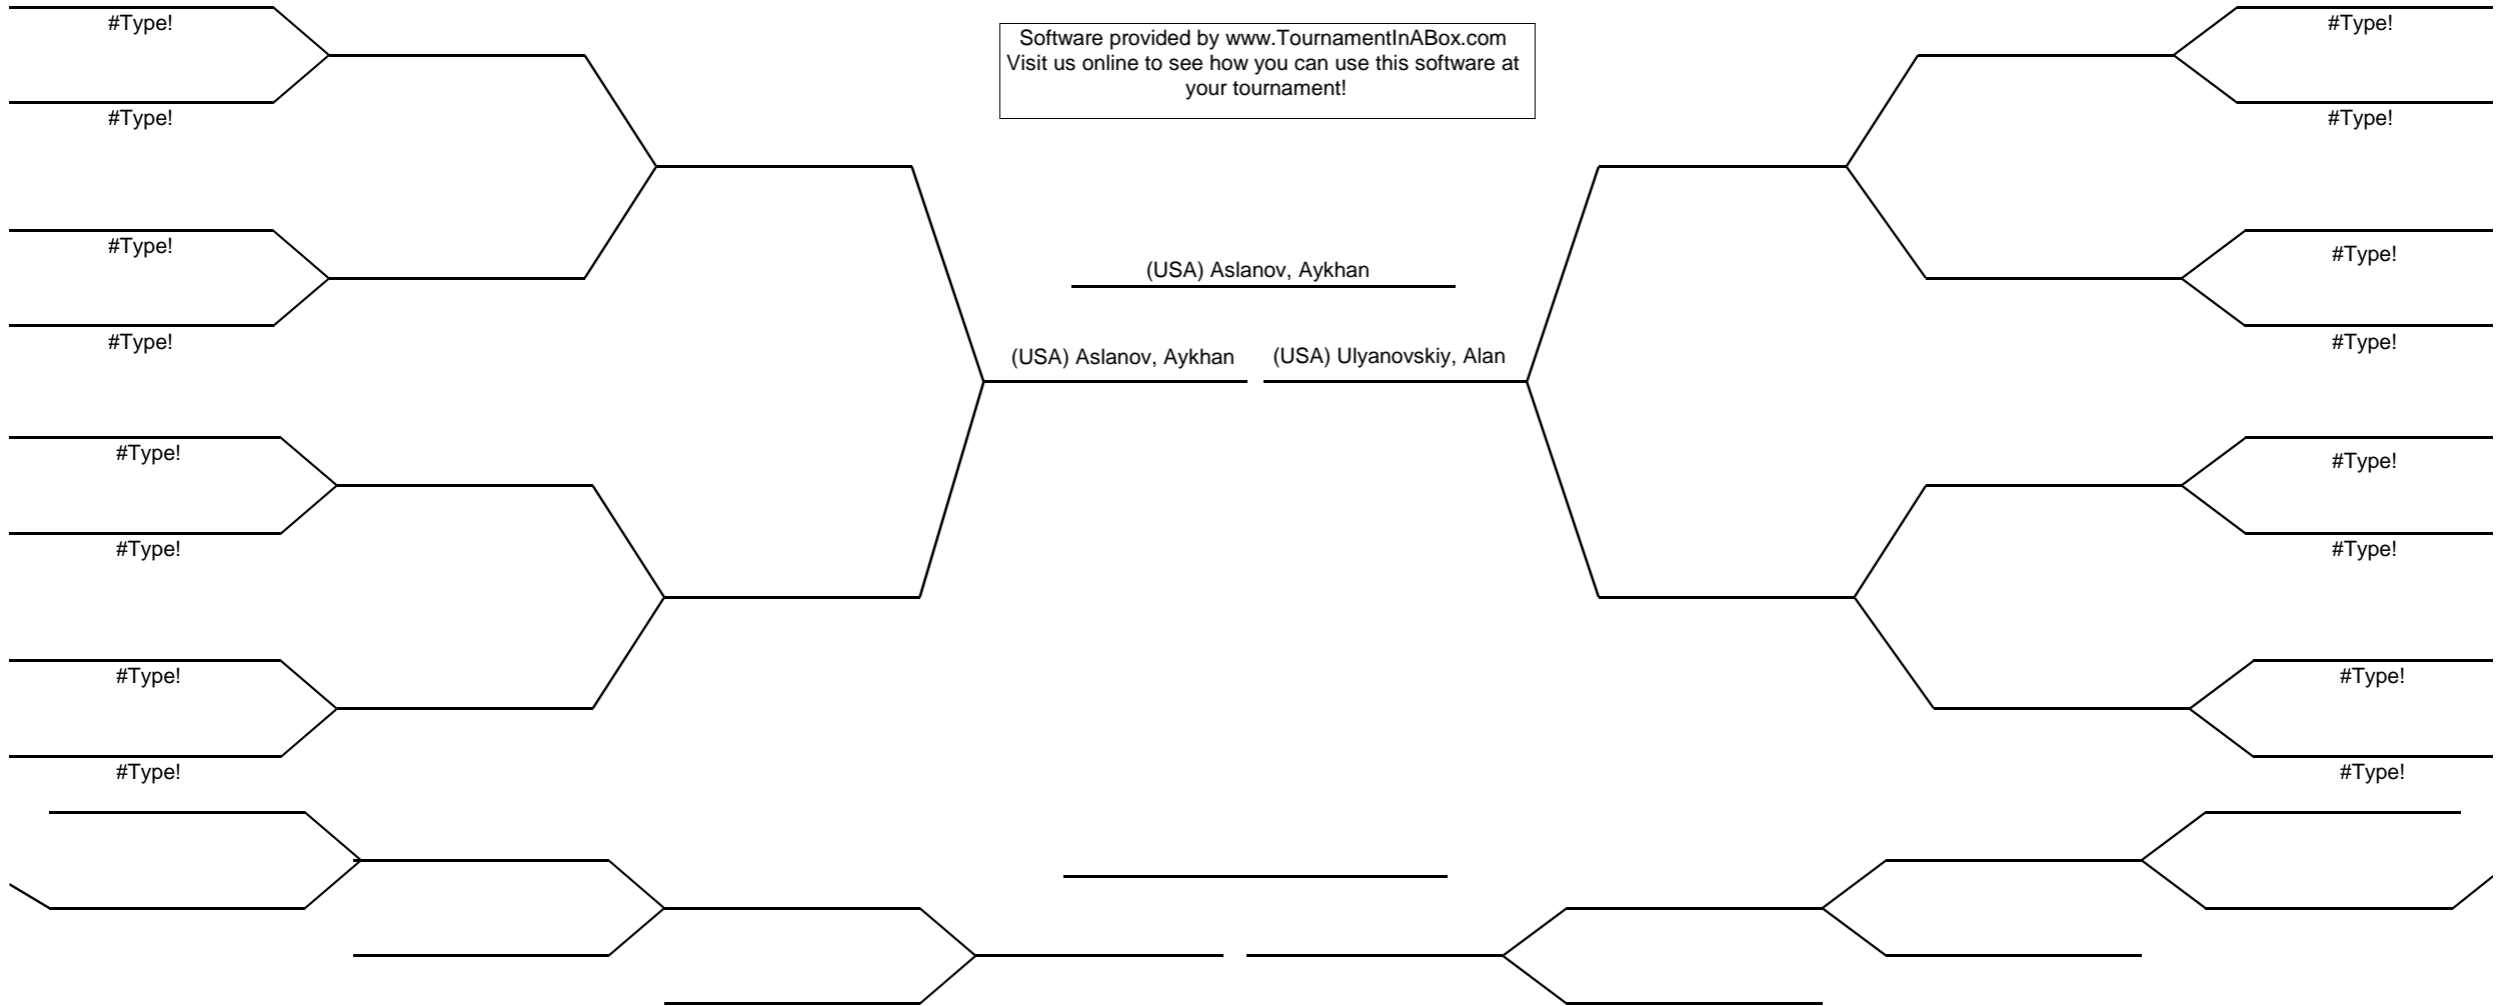 #Type!
Software provided by www.TournamentInABox.com
Visit us online to see how you can use this software at
your tournament!
#Type!
#Type!
#Type!
#Type!
#Type!
(USA) Aslanov, Aykhan
#Type!
#Type!
(USA) Aslanov, Aykhan
(USA) Ulyanovskiy, Alan
#Type!
#Type!
#Type!
#Type!
#Type!
#Type!
#Type!
#Type!
#Type!